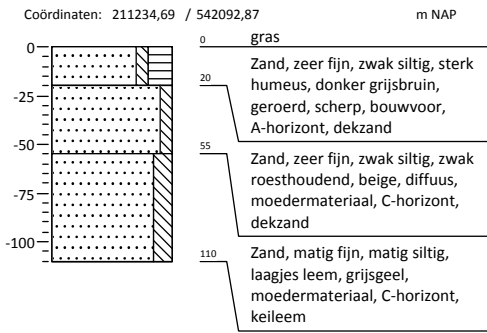 Coördinaten: 211234,69 / 542092,87 m NAP
0
0
gras
Zand, zeer fijn, zwak siltig, sterk
humeus, donker grijsbruin,
geroerd, scherp, bouwvoor,
A-horizont, dekzand
20
-25
-50
55
Zand, zeer fijn, zwak siltig, zwak
roesthoudend, beige, diffuus,
moedermateriaal, C-horizont,
dekzand
-75
-100
110
Zand, matig fijn, matig siltig,
laagjes leem, grijsgeel,
moedermateriaal, C-horizont,
keileem